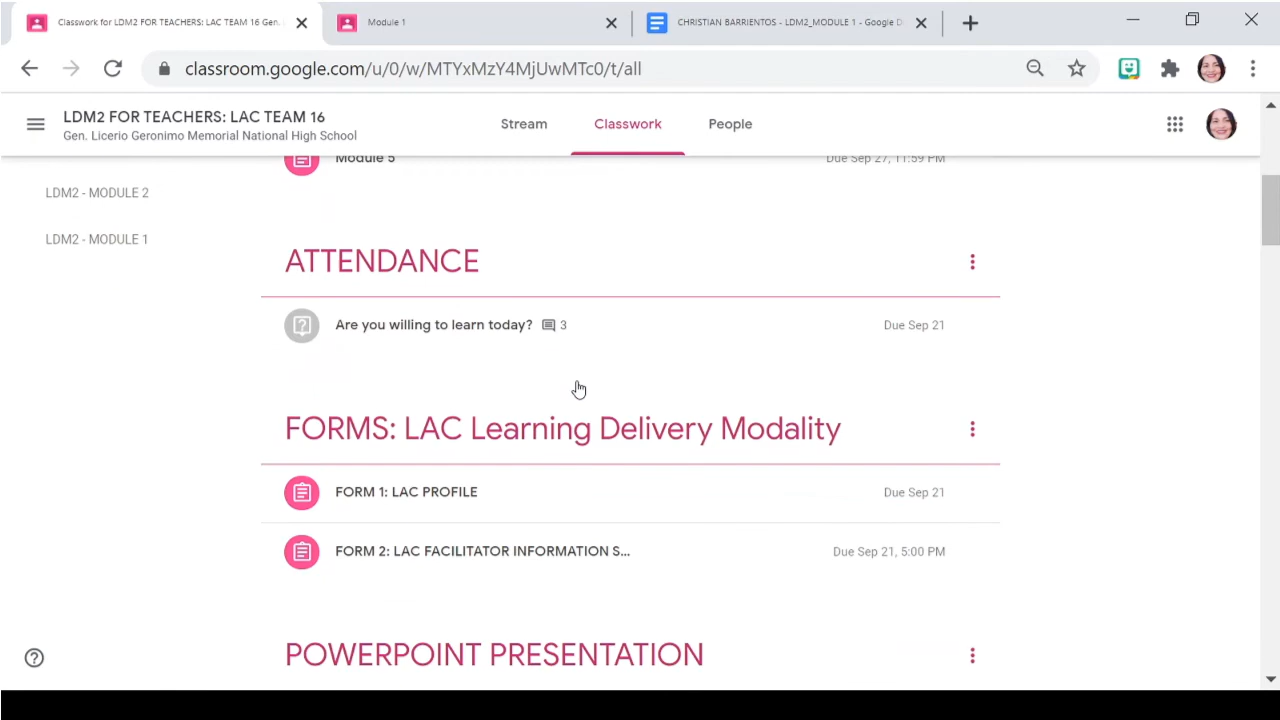 Classwork for LDM2 FOR TEACHERS: LAC TEAM 16 Gen.
Module 1
CHRISTIAN BARRIENTOS - LDM2_MODULE 1 - Google D
classroom.google.com/u/0/w/MTYxMzY4MjUwMTc0/t/all
LDM2 FOR TEACHERS: LAC TEAM 16
Gen. Licerio Geronimo Memorial National High School
Stream
Classwork
People
Module 5
Due Sep 27, 11:59 PM
LDM2 - MODULE 2
LDM2 - MODULE 1
ATTENDANCE
Are you willing to learn today? 3
Due Sep 21
FORMS: LAC Learning Delivery Modality
FORM 1: LAC PROFILE
Due Sep 21
FORM 2: LAC FACILITATOR INFORMATION S...
Due Sep 21, 5:00 PM
POWERPOINT PRESENTATION